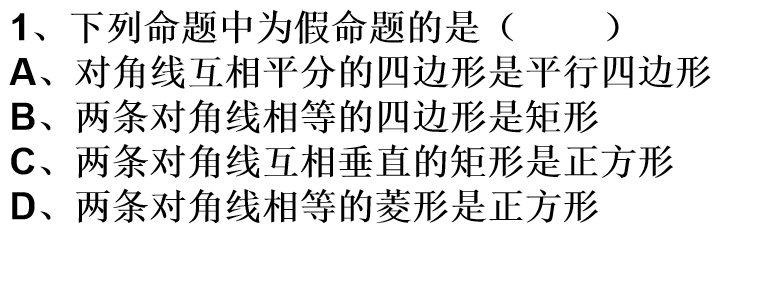 1、下列命题中为假命题的是（　　）
A、对角线互相平分的四边形是平行四边形
B、两条对角线相等的四边形是矩形
C、两条对角线互相垂直的矩形是正方形
D、两条对角线相等的菱形是正方形